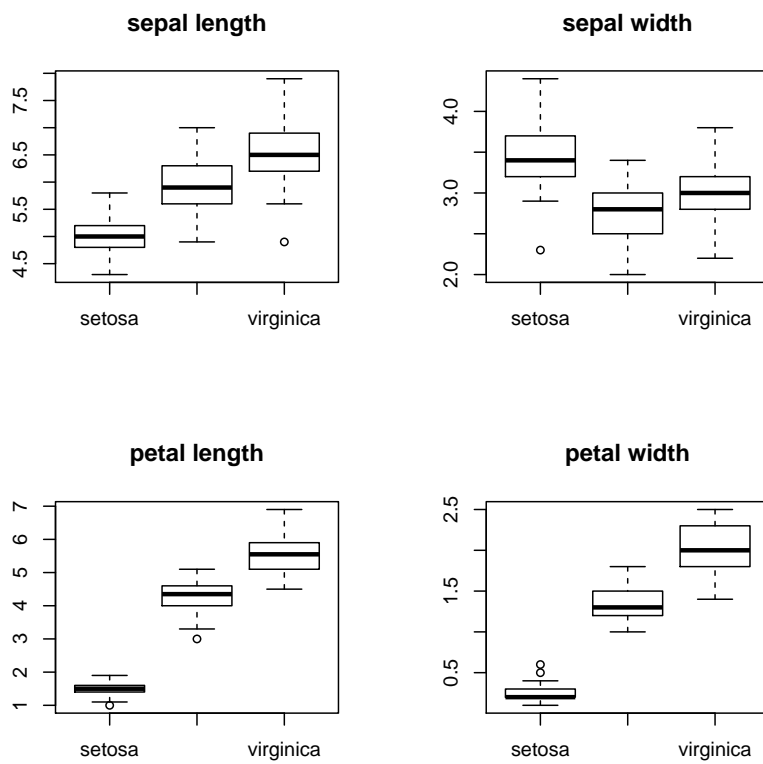 sepal length
7.5
6.5
5.5
4.5
setosa virginica
sepal width
4.0
3.0
2.0
setosa virginica
petal length
7
6
5
4
3
2
1
setosa virginica
petal width
2.5
1.5
0.5
setosa virginica